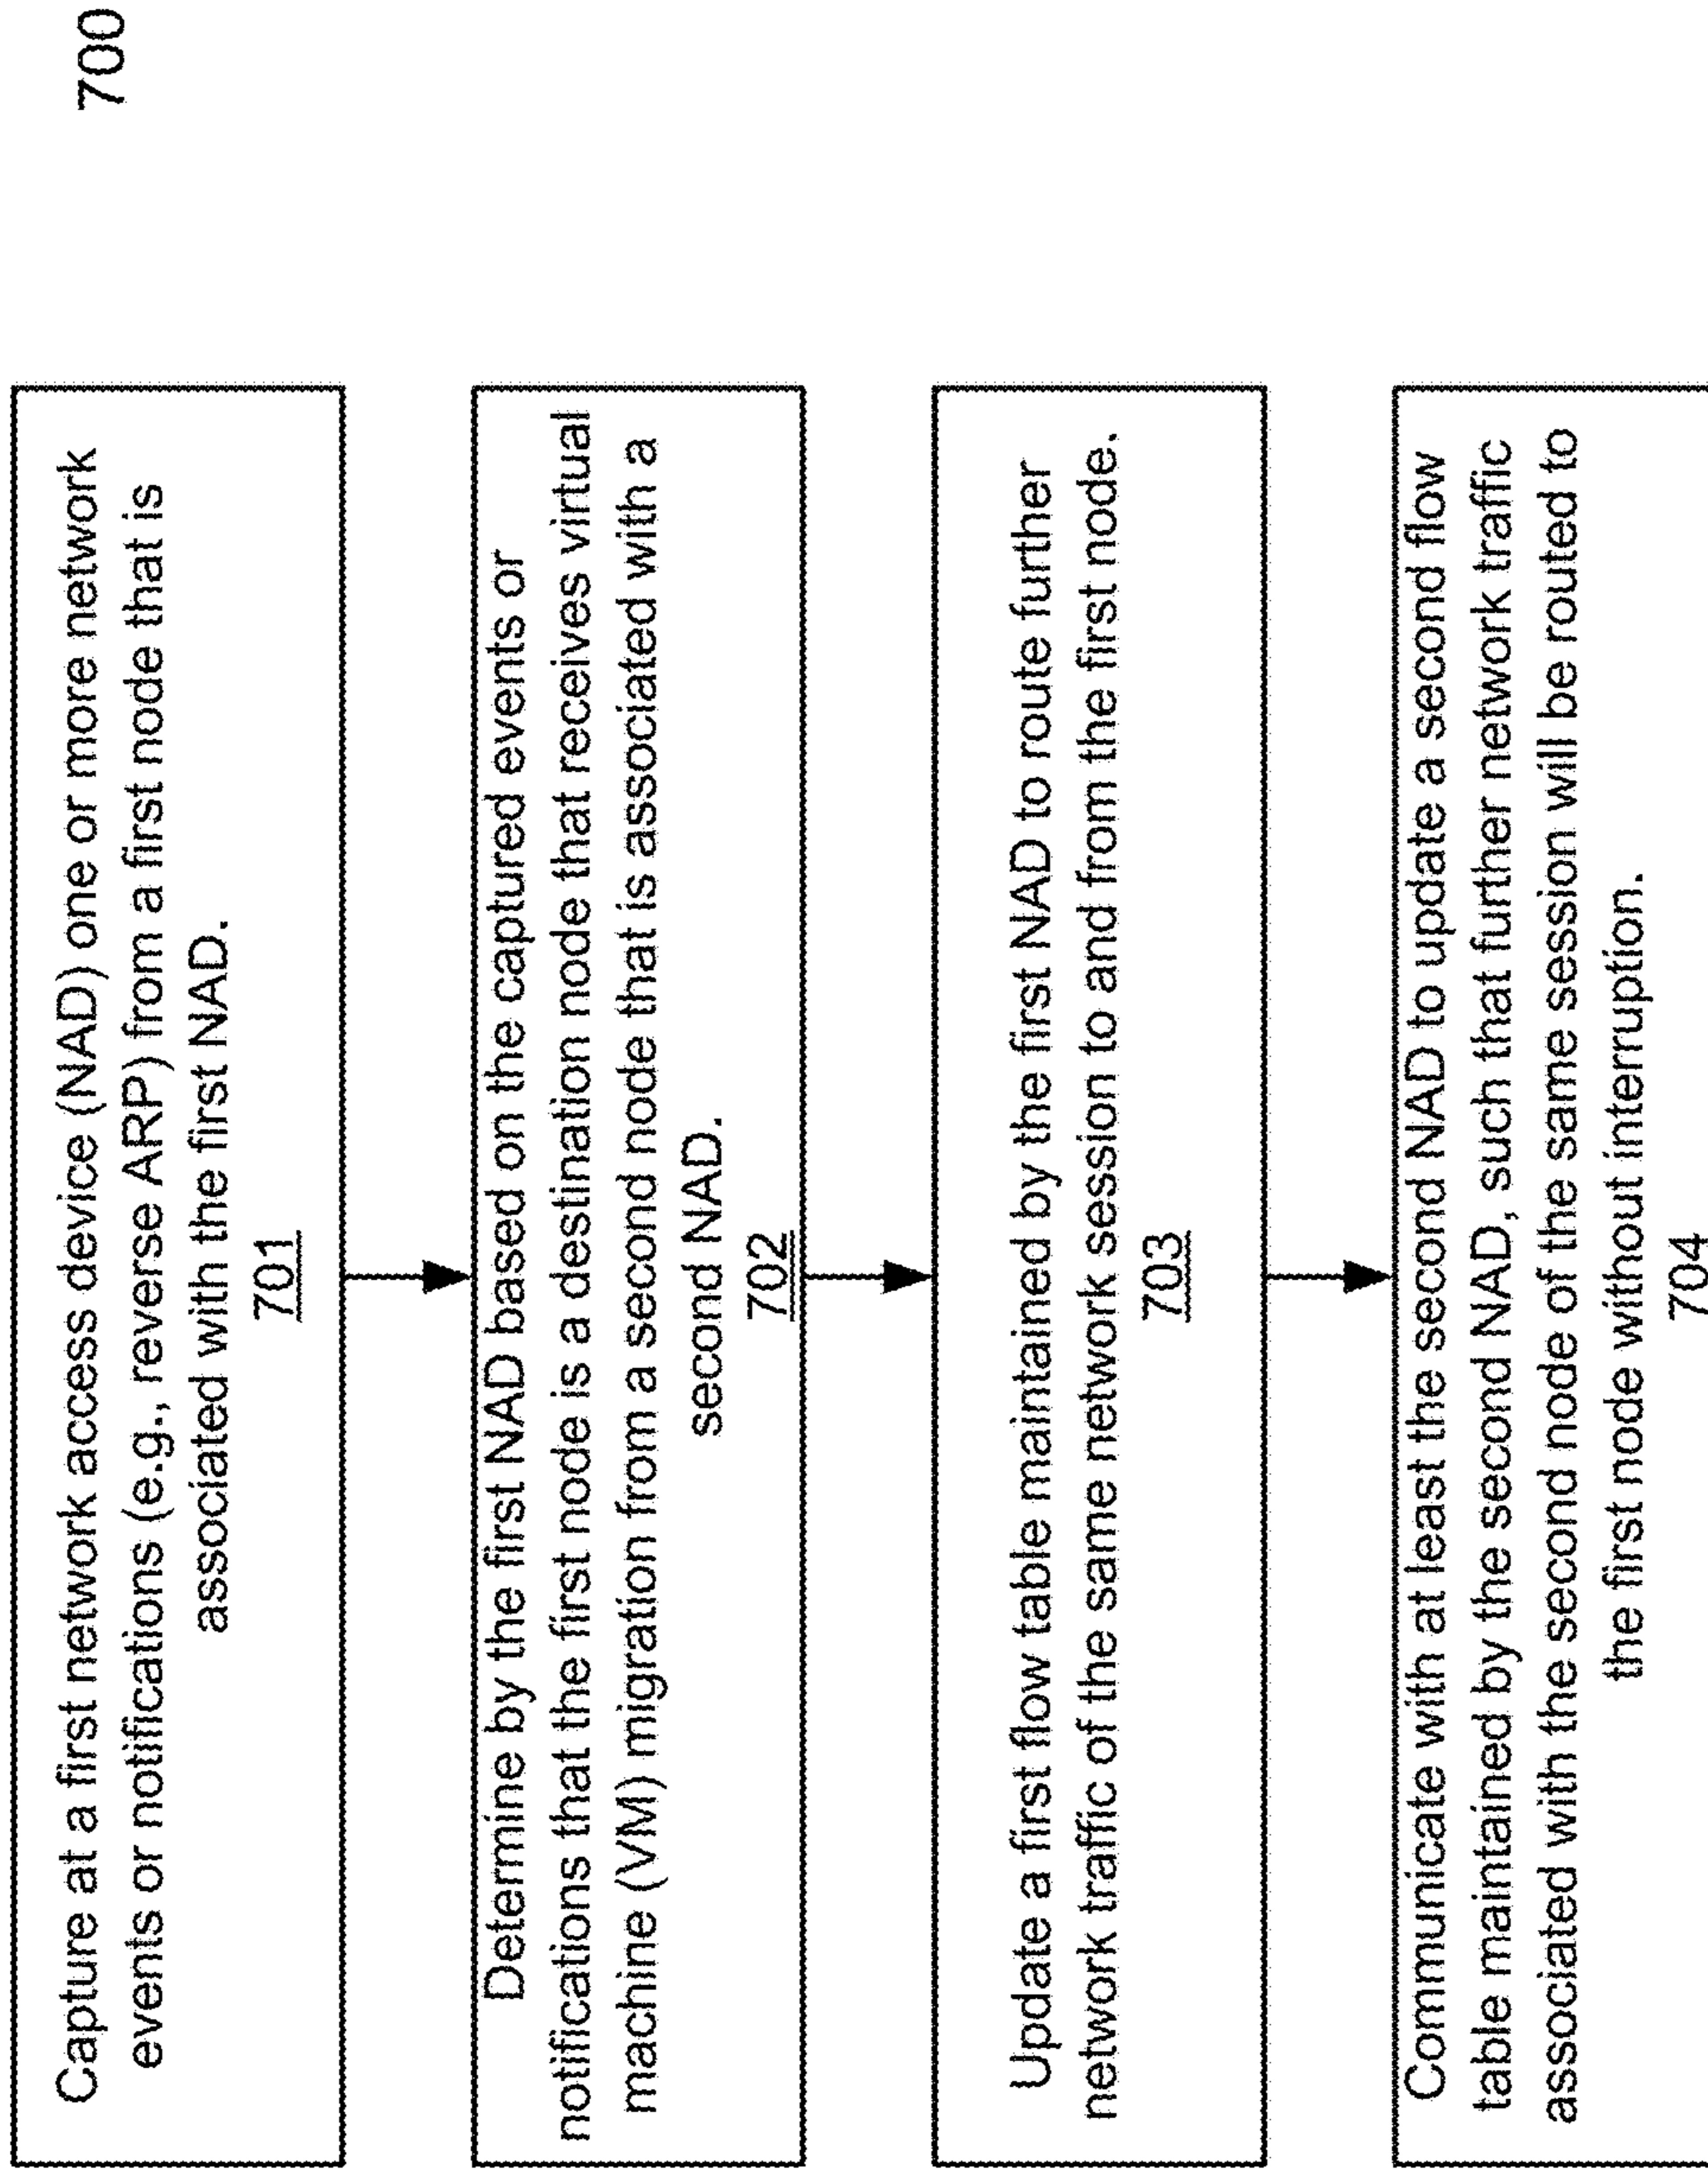 700
Capture at a first network access device (NAD) one or more network
events or notifications (e.g., reverse ARP) from a first node that is
associated with the first NAD.
701
Determine by the first NAD based on the captured events or
notifications that the first node is a destination node that receives virtual
machine (VM) migration from a second node that is associated with a
second NAD.
702
Update a first flow table maintained by the first NAD to route further
network traffic of the same network session to and from the first node.
703
Communicate with at least the second NAD to update a second flow
table maintained by the second NAD, such that further network traffic
associated with the second node of the same session will be routed to
the first node without interruption.
704